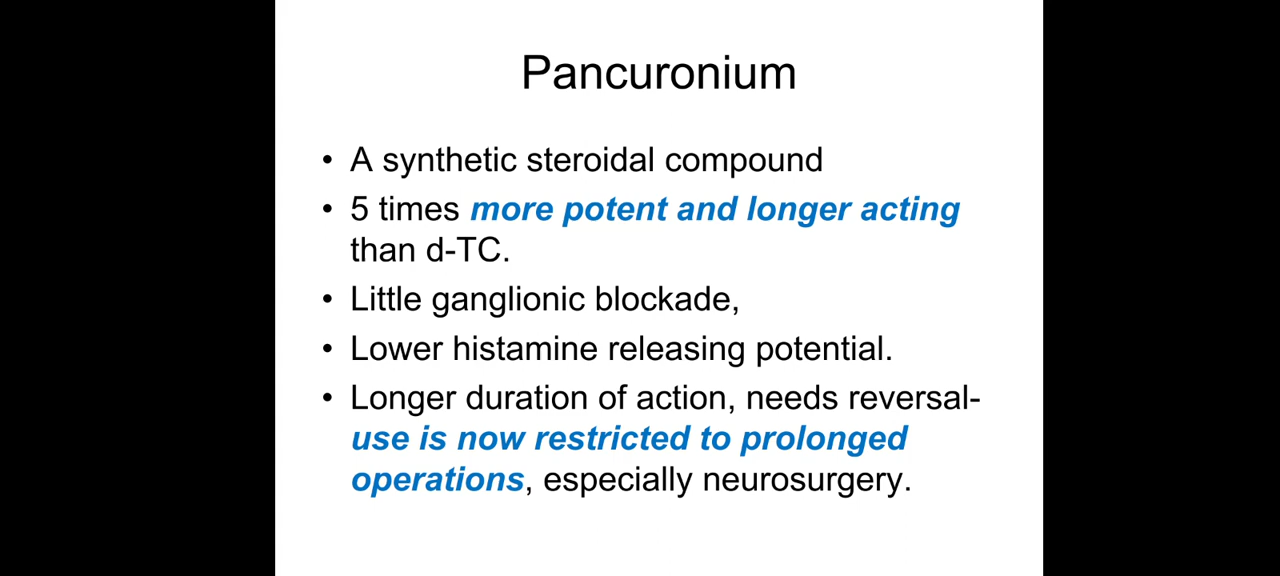 Pancuronium
• A synthetic steroidal compound
• 5 times more potent and longer acting
than d-TC.
• Little ganglionic blockade,
• Lower histamine releasing potential.
• Longer duration of action, needs reversal-
use is now restricted to prolonged
operations, especially neurosurgery.